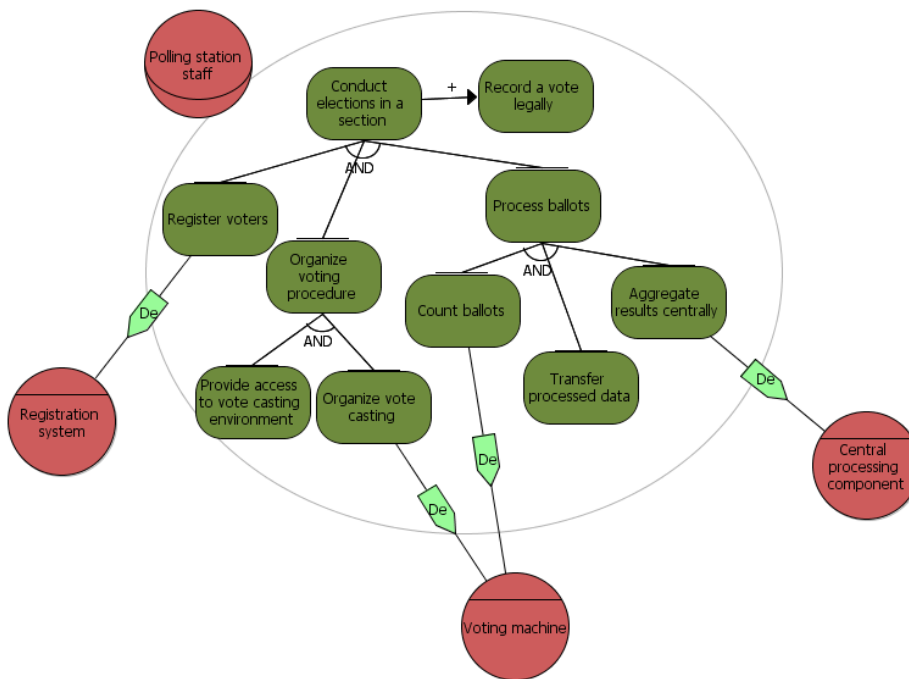 Polling station
staff
Conduct
elections in a
section
+
Record a vote
legally
AND
Register voters
Process ballots
Organize
voting
procedure
AND
Count ballots
Aggregate
results centrally
De
AND
Provide access
to vote casting
environment
Organize vote
casting
Transfer
processed data
De
Registration
system
De
Central
processing
component
De
Voting machine